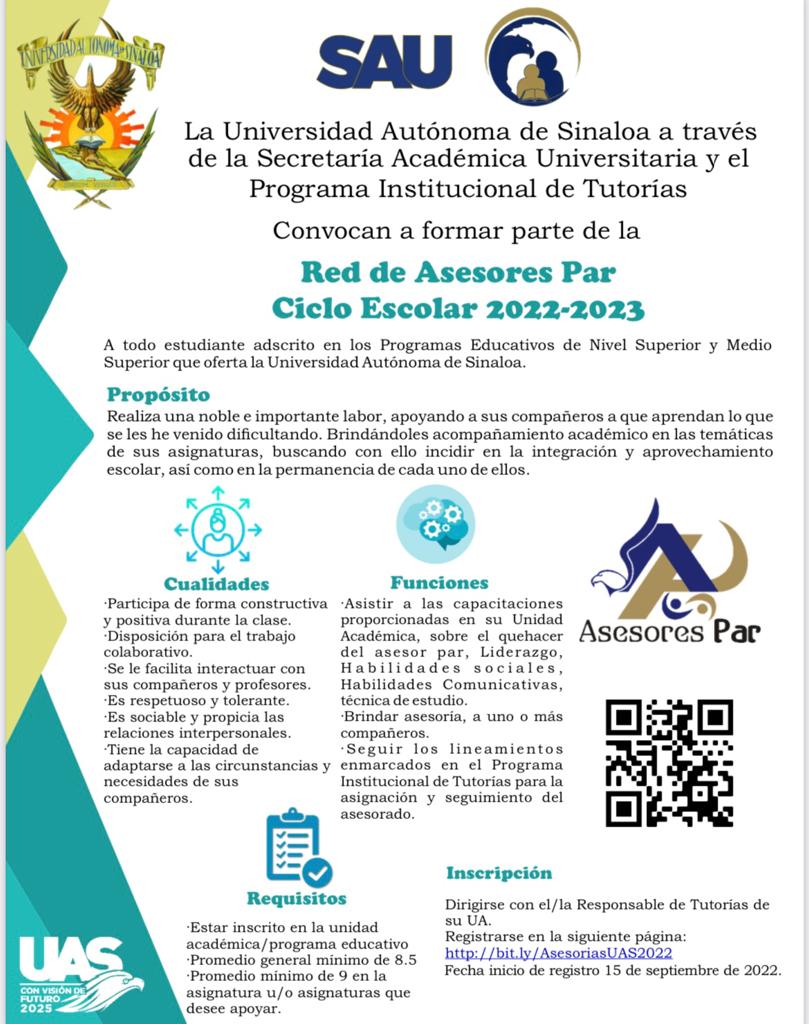 UNIVERSIDAD AUTONOMA DE SINALOA
SAU
La Universidad Autónoma de Sinaloa a través
de la Secretaría Académica Universitaria y el
Programa Institucional de Tutorías
Convocan a formar parte de la
Red de Asesores Par
Ciclo Escolar 2022-2023
A todo estudiante adscrito en los Programas Educativos de Nivel Superior y Medio
Superior que oferta la Universidad Autónoma de Sinaloa.
Propósito
Realiza una noble e importante labor, apoyando a sus compañeros a que aprendan lo que
se les he venido dificultando. Brindándoles acompañamiento académico en las temáticas
de sus asignaturas, buscando con ello incidir en la integración y aprovechamiento
escolar, así como en la permanencia de cada uno de ellos.
Cualidades
·Participa de forma constructiva
y positiva durante la clase.
·Disposición para el trabajo
colaborativo.
·Se le facilita interactuar con
sus compañeros y profesores.
·Es respetuoso y tolerante.
·Es sociable y propicia las
relaciones interpersonales.
·Tiene la capacidad de
adaptarse a las circunstancias y
necesidades de sus
compañeros.
Funciones
·Asistir a las capacitaciones
proporcionadas en su Unidad
Académica, sobre el quehacer
del asesor par, Liderazgo,
Habilidades sociales,
Habilidades Comunicativas,
técnica de estudio.
·Brindar asesoría, a uno o más
compañeros.
·Seguir los lineamientos
enmarcados en el Programa
Institucional de Tutorías para la
asignación y seguimiento del
asesorado.
Asesores Par
Requisitos
·Estar inscrito en la unidad
académica/programa educativo
·Promedio general mínimo de 8.5
·Promedio mínimo de 9 en la
asignatura u/o asignaturas que
desee apoyar.
Inscripción
Dirigirse con el/la Responsable de Tutorías de
su UA.
Registrarse en la siguiente página:
http://bit.ly/AsesoriasUAS2022
Fecha inicio de registro 15 de septiembre de 2022.
UAS
CON VISIÓN DE
FUTURO
2025